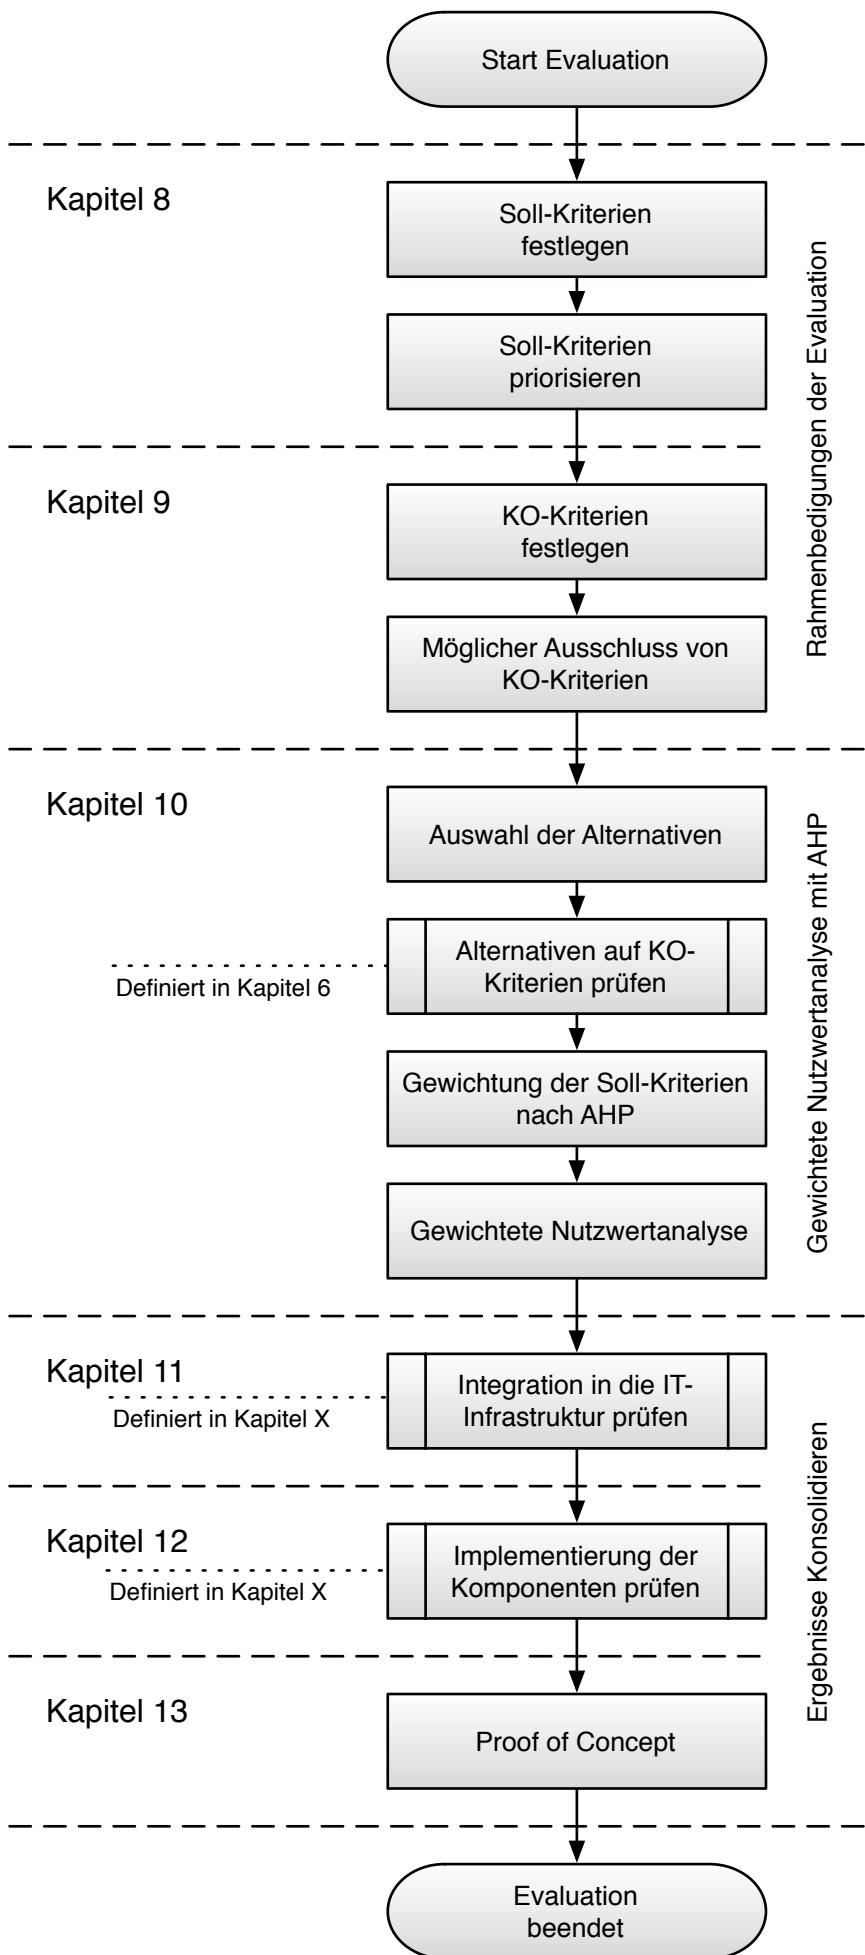 Start Evaluation
Kapitel 8
Soll-Kriterien
festlegen
Soll-Kriterien
priorisieren
Rahmenbedigungen der Evaluation
Kapitel 9
KO-Kriterien
festlegen
Möglicher Ausschluss von
KO-Kriterien
Kapitel 10
Auswahl der Alternativen
Alternativen auf KO-
Kriterien prüfen
Definiert in Kapitel 6
Gewichtung der Soll-Kriterien
nach AHP
Gewichtete Nutzwertanalyse
Gewichtete Nutzwertanalyse mit AHP
Kapitel 11
Integration in die IT-
Infrastruktur prüfen
Definiert in Kapitel X
Kapitel 12
Implementierung der
Komponenten prüfen
Definiert in Kapitel X
Ergebnisse Konsolidieren
Kapitel 13
Proof of Concept
Evaluation
beendet